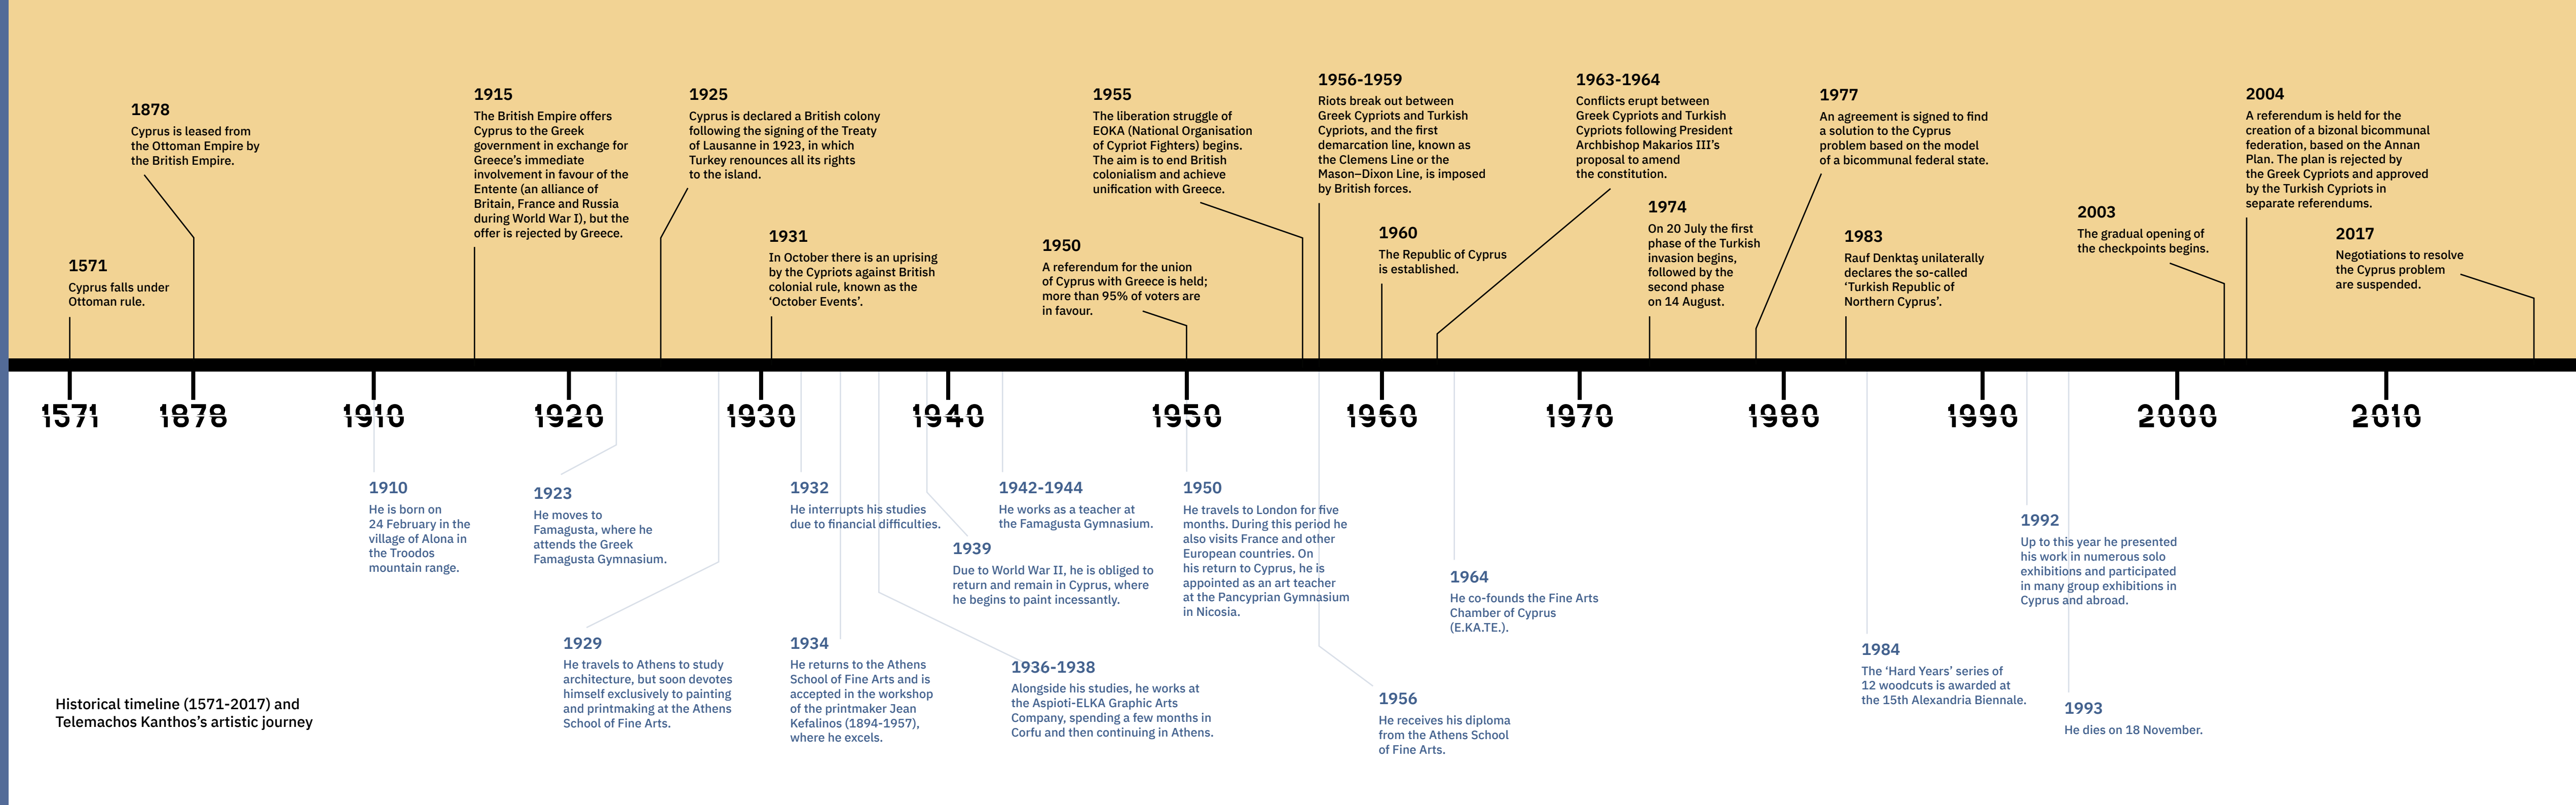 1878
Cyprus is leased from
the Ottoman Empire by
the British Empire.
1571
Cyprus falls under
Ottoman rule.
1915
The British Empire offers
Cyprus to the Greek
government in exchange for
Greece’s immediate
involvement in favour of the
Entente (an alliance of
Britain, France and Russia
during World War I), but the
offer is rejected by Greece.
1925
Cyprus is declared a British colony
following the signing of the Treaty
of Lausanne in 1923, in which
Turkey renounces all its rights
to the island.
1931
In October there is an uprising
by the Cypriots against British
colonial rule, known as the
‘October Events’.
1955
The liberation struggle of
EOKA (National Organisation
of Cypriot Fighters) begins.
The aim is to end British
colonialism and achieve
unification with Greece.
1950
A referendum for the union
of Cyprus with Greece is held;
more than 95% of voters are
in favour.
1956-1959
Riots break out between
Greek Cypriots and Turkish
Cypriots, and the first
demarcation line, known as
the Clemens Line or the
Mason–Dixon Line, is imposed
by British forces.
1960
The Republic of Cyprus
is established.
1963-1964
Conflicts erupt between
Greek Cypriots and Turkish
Cypriots following President
Archbishop Makarios III’s
proposal to amend
the constitution.
1974
On 20 July the first
phase of the Turkish
invasion begins,
followed by the
second phase
on 14 August.
1977
An agreement is signed to find
a solution to the Cyprus
problem based on the model
of a bicommunal federal state.
1983
Rauf Denktaş unilaterally
declares the so-called
‘Turkish Republic of
Northern Cyprus’.
2003
The gradual opening of
the checkpoints begins.
2004
A referendum is held for the
creation of a bizonal bicommunal
federation, based on the Annan
Plan. The plan is rejected by
the Greek Cypriots and approved
by the Turkish Cypriots in
separate referendums.
2017
Negotiations to resolve
the Cyprus problem
are suspended.
1571 1878 1910 1920 1930 1940 1950 1960 1970 1980 1990 2000 2010
1910
He is born on
24 February in the
village of Alona in
the Troodos
mountain range.
1923
He moves to
Famagusta, where he
attends the Greek
Famagusta Gymnasium.
1929
He travels to Athens to study
architecture, but soon devotes
himself exclusively to painting
and printmaking at the Athens
School of Fine Arts.
1932
He interrupts his studies
due to financial difficulties.
1934
He returns to the Athens
School of Fine Arts and is
accepted in the workshop
of the printmaker Jean
Kefalinos (1894-1957),
where he excels.
1939
Due to World War II, he is obliged to
return and remain in Cyprus, where
he begins to paint incessantly.
1936-1938
Alongside his studies, he works at
the Aspioti-ELKA Graphic Arts
Company, spending a few months in
Corfu and then continuing in Athens.
1942-1944
He works as a teacher at
the Famagusta Gymnasium.
1950
He travels to London for five
months. During this period he
also visits France and other
European countries. On
his return to Cyprus, he is
appointed as an art teacher
at the Pancyprian Gymnasium
in Nicosia.
1956
He receives his diploma
from the Athens School
of Fine Arts.
1964
He co-founds the Fine Arts
Chamber of Cyprus
(E.KA.TE.).
1984
The ‘Hard Years’ series of
12 woodcuts is awarded at
the 15th Alexandria Biennale.
1992
Up to this year he presented
his work in numerous solo
exhibitions and participated
in many group exhibitions in
Cyprus and abroad.
1993
He dies on 18 November.
Historical timeline (1571-2017) and
Telemachos Kanthos’s artistic journey